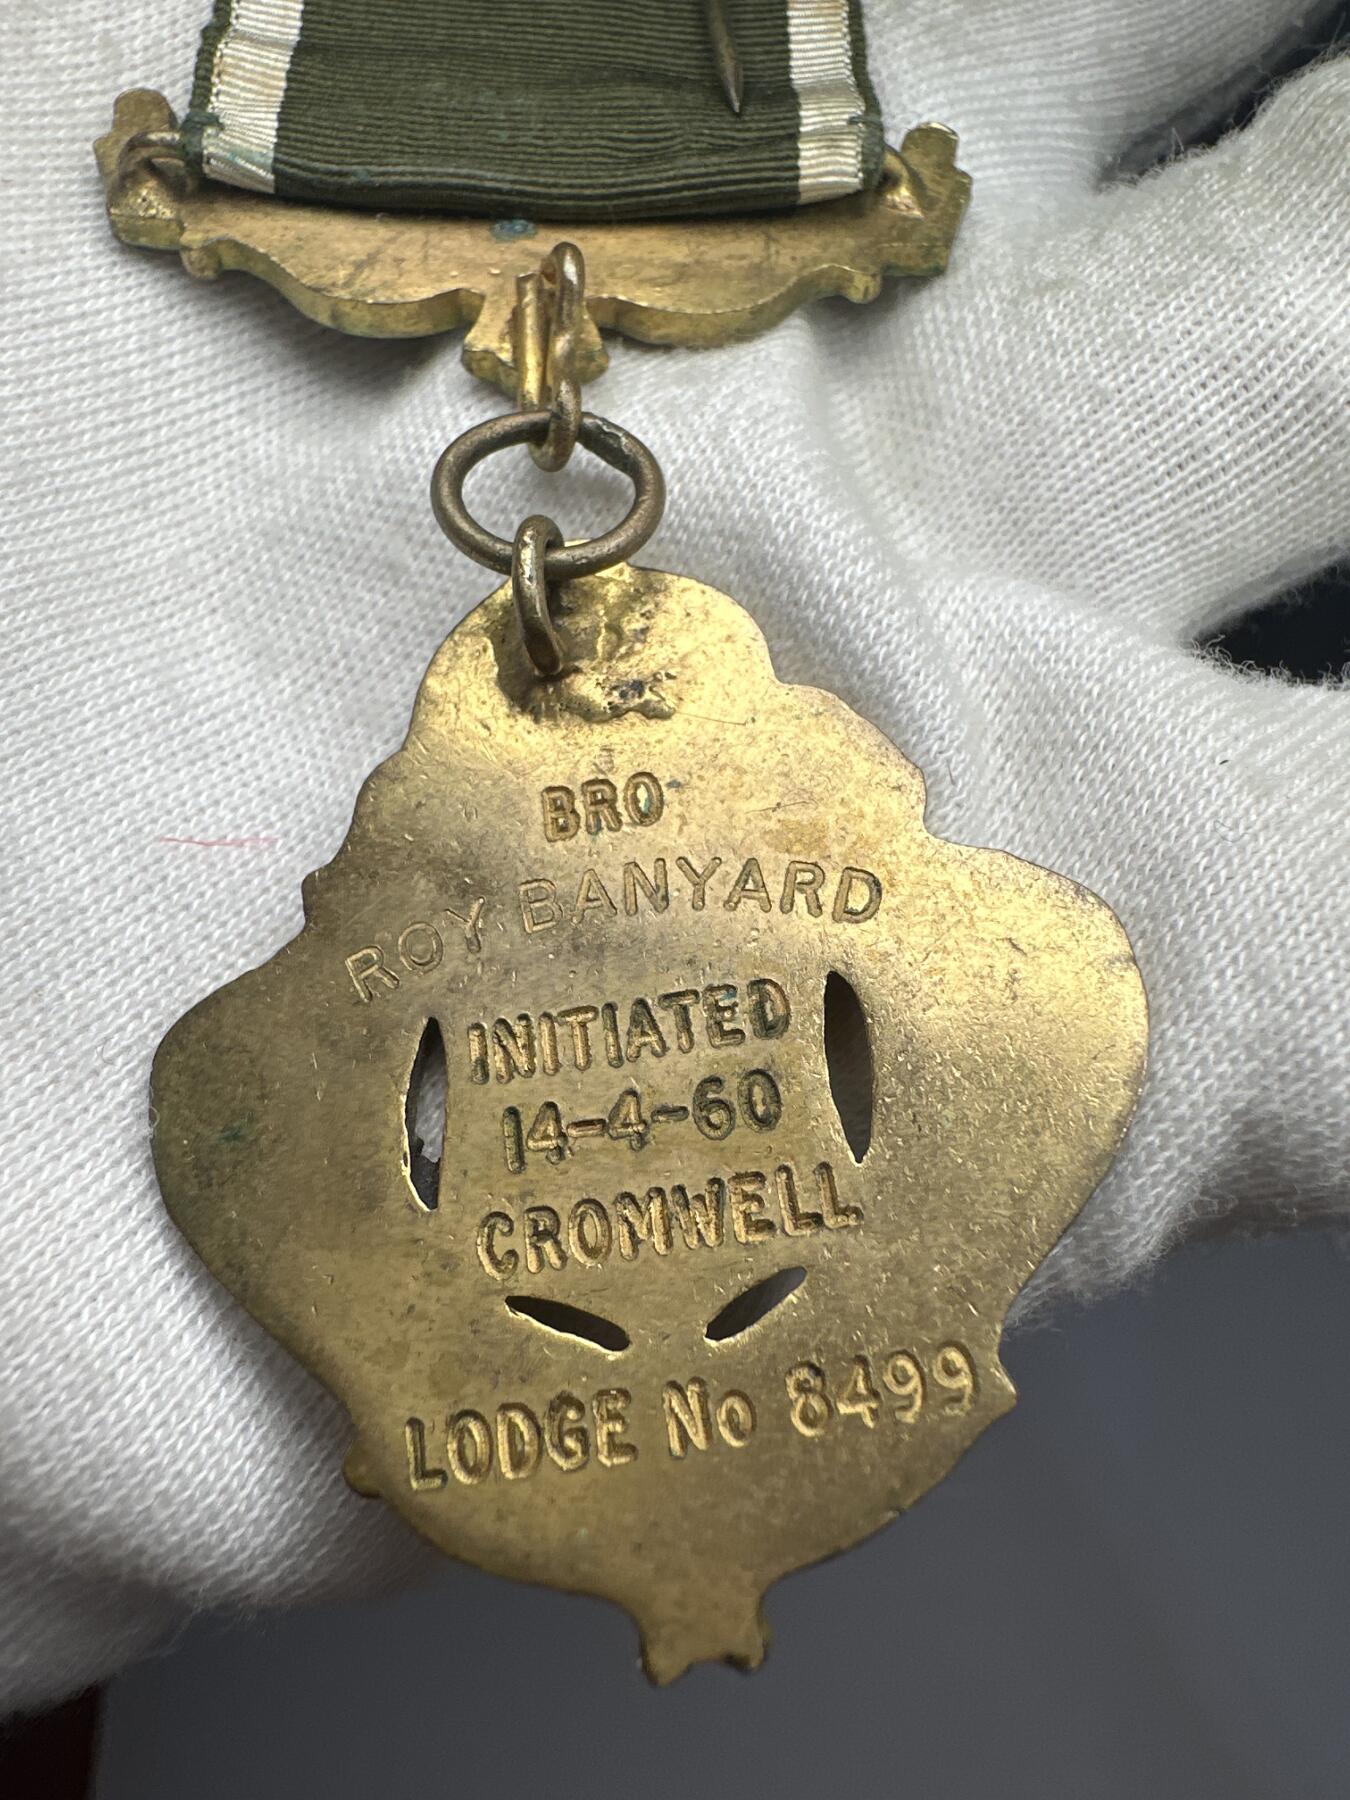 BRO
ROY BANYARD
INITIATED
14-4-60
CROMWELL
LODGE No 8499